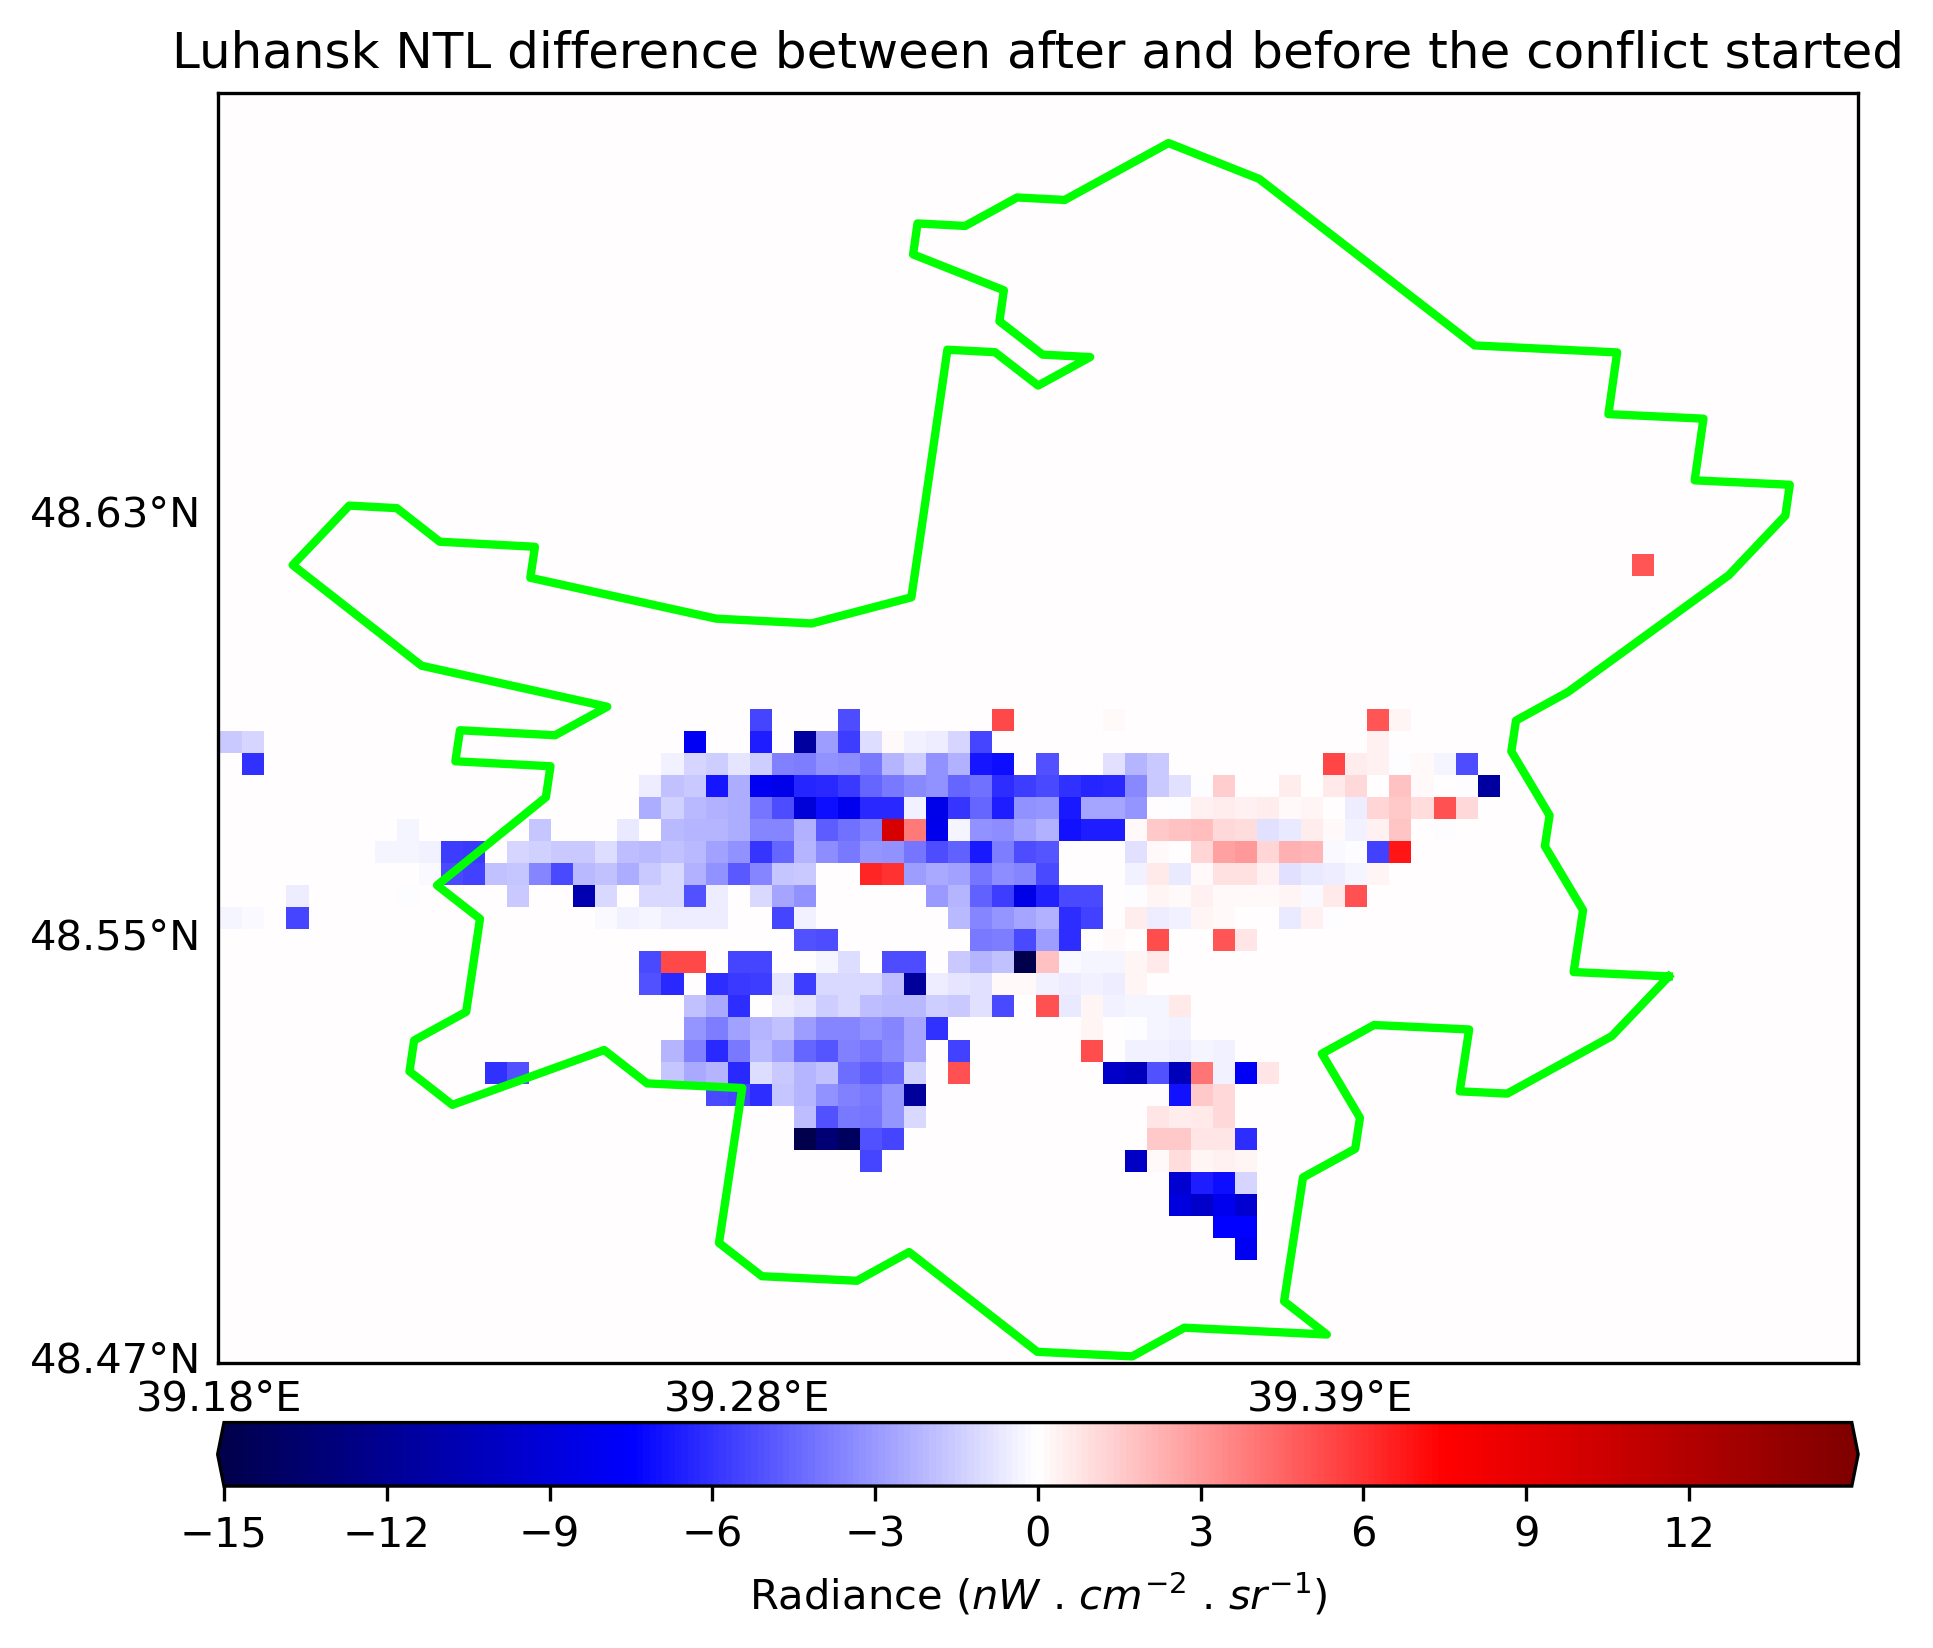 Luhansk NTL difference between after and before the conflict started
48.63°N
48.55°N
48.47°N
39.18°E 39.28°E 39.39°E
−15 −12 −9 −6 −3 0 3 6 9 12
Radiance (nW . cm⁻² . sr⁻¹)